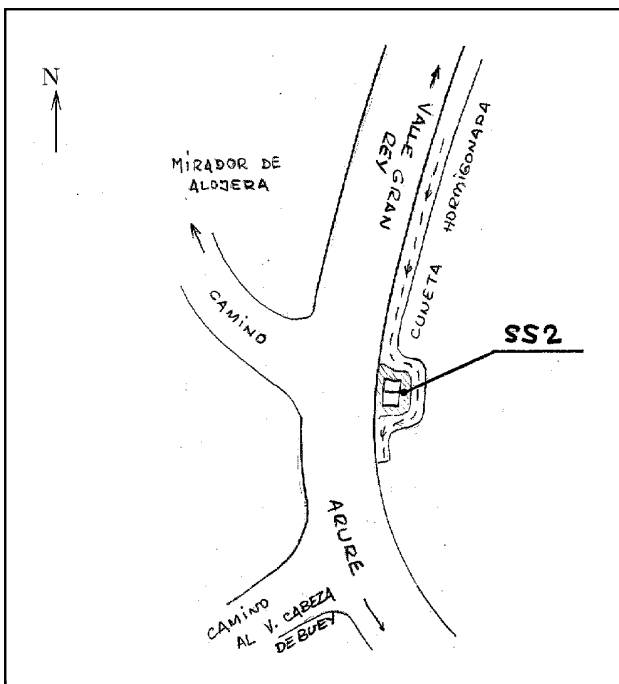 N
MIRADOR DE
ALOJERA
CAMINO
VALLE GRAN
REY
CUNETA HORMIGONADA
SS2
ARURE
CAMINO
AL V. CABEZA
DE BUEY